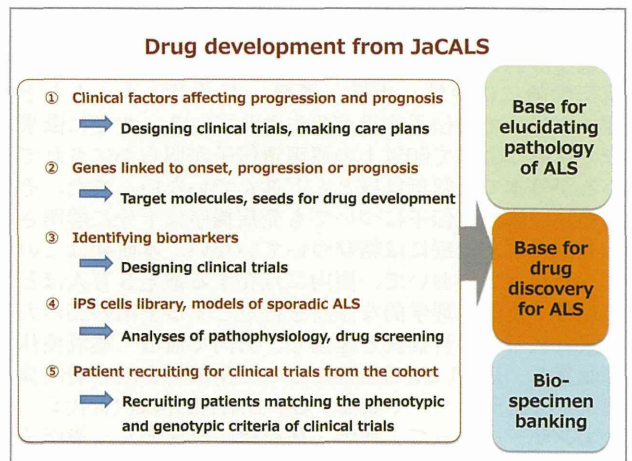 Drug development from JaCALS
① Clinical factors affecting progression and prognosis
Designing clinical trials, making care plans
② Genes linked to onset, progression or prognosis
Target molecules, seeds for drug development
③ Identifying biomarkers
Designing clinical trials
④ iPS cells library, models of sporadic ALS
Analyses of pathophysiology, drug screening
⑤ Patient recruiting for clinical trials from the cohort
Recruiting patients matching the phenotypic
and genotypic criteria of clinical trials
Base for
elucidating
pathology
of ALS
Base for
drug
discovery
for ALS
Bio-
specimen
banking